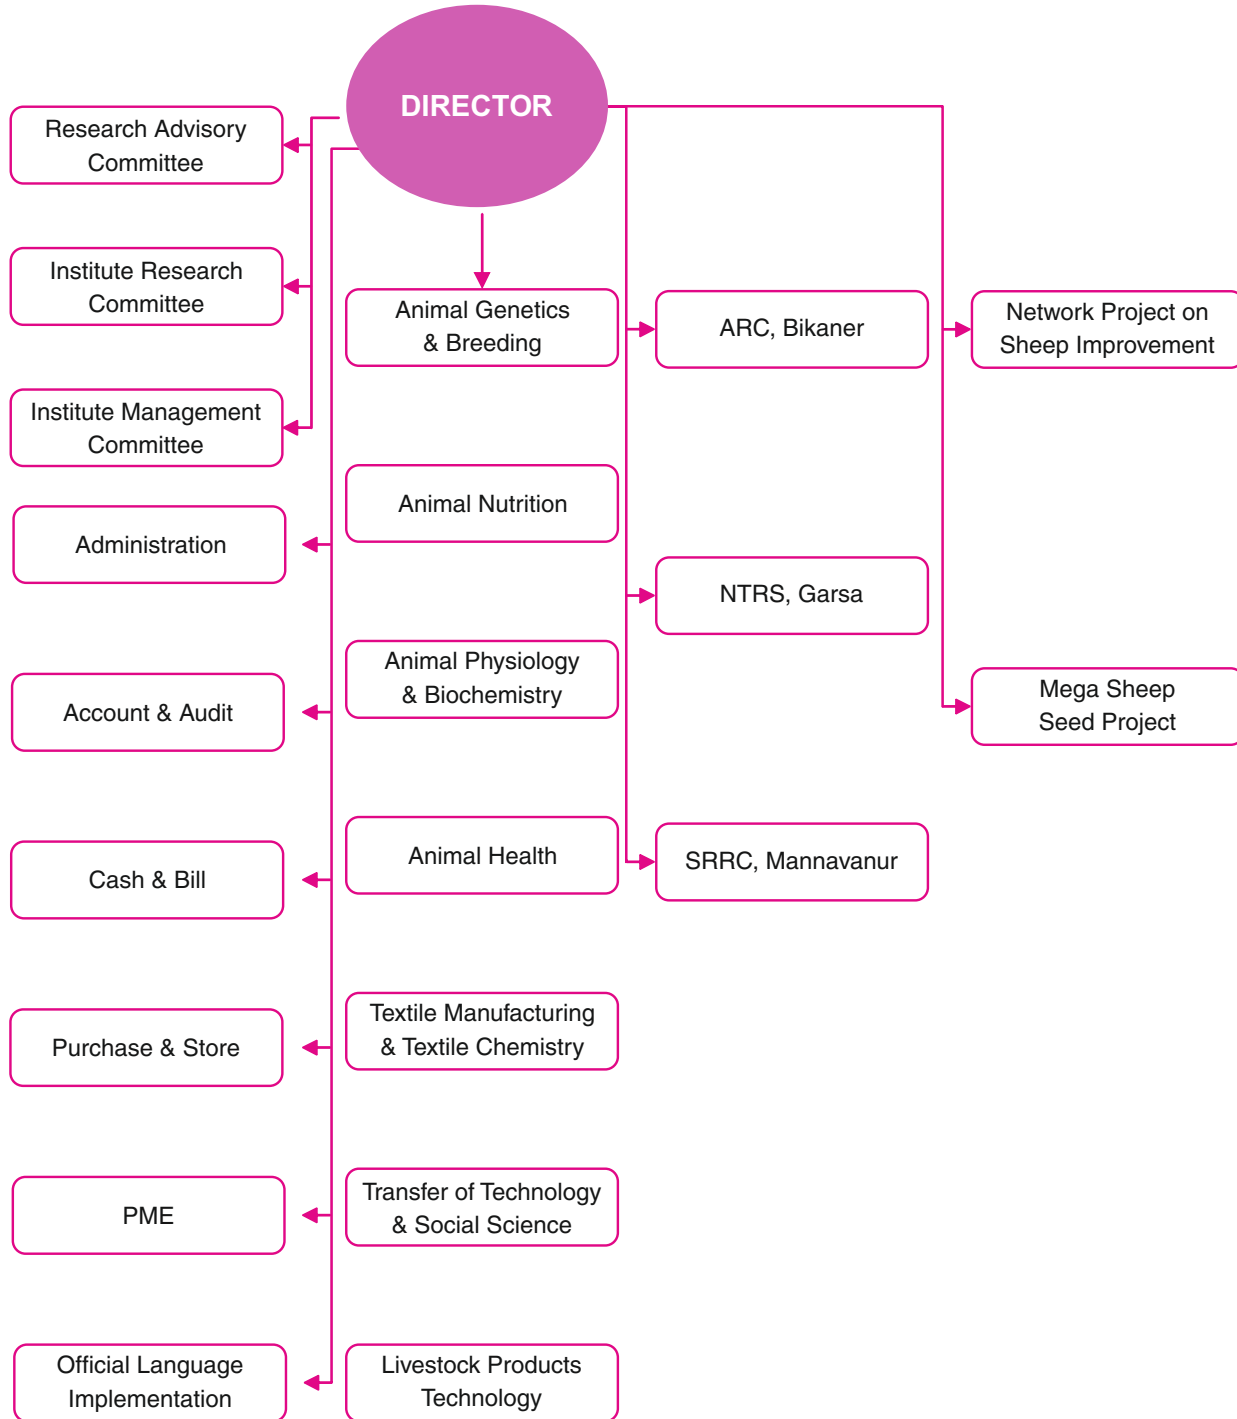 DIRECTOR
Research Advisory
Committee
Institute Research
Committee
Institute Management
Committee
Administration
Account & Audit
Cash & Bill
Purchase & Store
PME
Official Language
Implementation
Animal Genetics
& Breeding
Animal Nutrition
Animal Physiology
& Biochemistry
Animal Health
Textile Manufacturing
& Textile Chemistry
Transfer of Technology
& Social Science
Livestock Products
Technology
ARC, Bikaner
NTRS, Garsa
SRRC, Mannavanur
Network Project on
Sheep Improvement
Mega Sheep
Seed Project